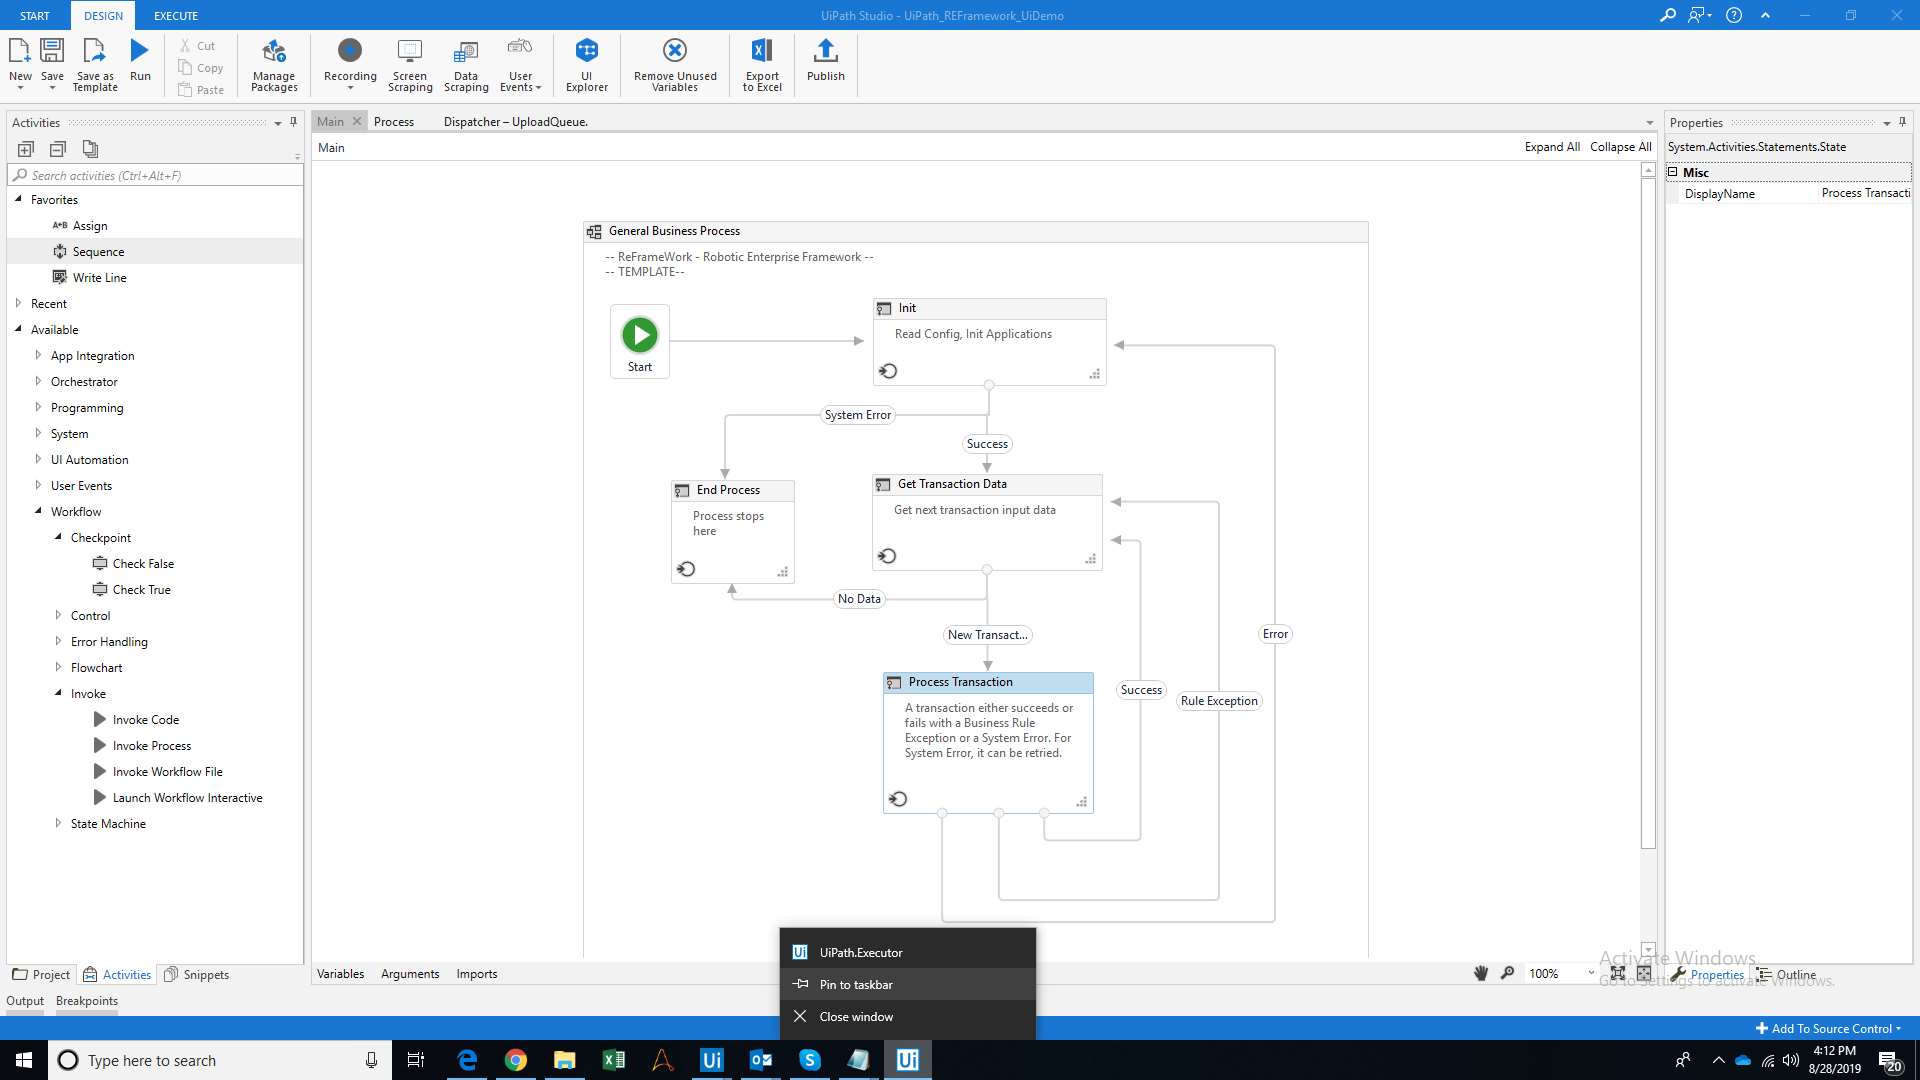 START
DESIGN
EXECUTE
UiPath Studio - UiPath_REFramework_UiDemo
New
Save
Save as Template
Run
Cut
Copy
Paste
Manage Packages
Recording
Screen Scraping
Data Scraping
User Events
UI Explorer
Remove Unused Variables
Export to Excel
Publish
Activities
Search activities (Ctrl+Alt+F)
Favorites
Assign
Sequence
Write Line
Recent
Available
App Integration
Orchestrator
Programming
System
UI Automation
User Events
Workflow
Checkpoint
Check False
Check True
Control
Error Handling
Flowchart
Invoke
Invoke Code
Invoke Process
Invoke Workflow File
Launch Workflow Interactive
State Machine
Project
Activities
Snippets
Output
Breakpoints
Main
Process
Dispatcher – UploadQueue.
Main
Expand All
Collapse All
General Business Process
-- ReFrameWork - Robotic Enterprise Framework --
-- TEMPLATE--
Start
Init
Read Config, Init Applications
System Error
Success
End Process
Process stops
here
Get Transaction Data
Get next transaction input data
No Data
New Transact...
Process Transaction
A transaction either succeeds or
fails with a Business Rule
Exception or a System Error. For
System Error, it can be retried.
Success
Rule Exception
Error
Variables
Arguments
Imports
100%
Properties
System.Activities.Statements.State
Misc
DisplayName
Process Transacti
Activate Windows
Go to Settings to activate Windows.
Properties
Outline
UiPath.Executor
Pin to taskbar
Close window
Add To Source Control
Type here to search
4:12 PM
8/28/2019
20